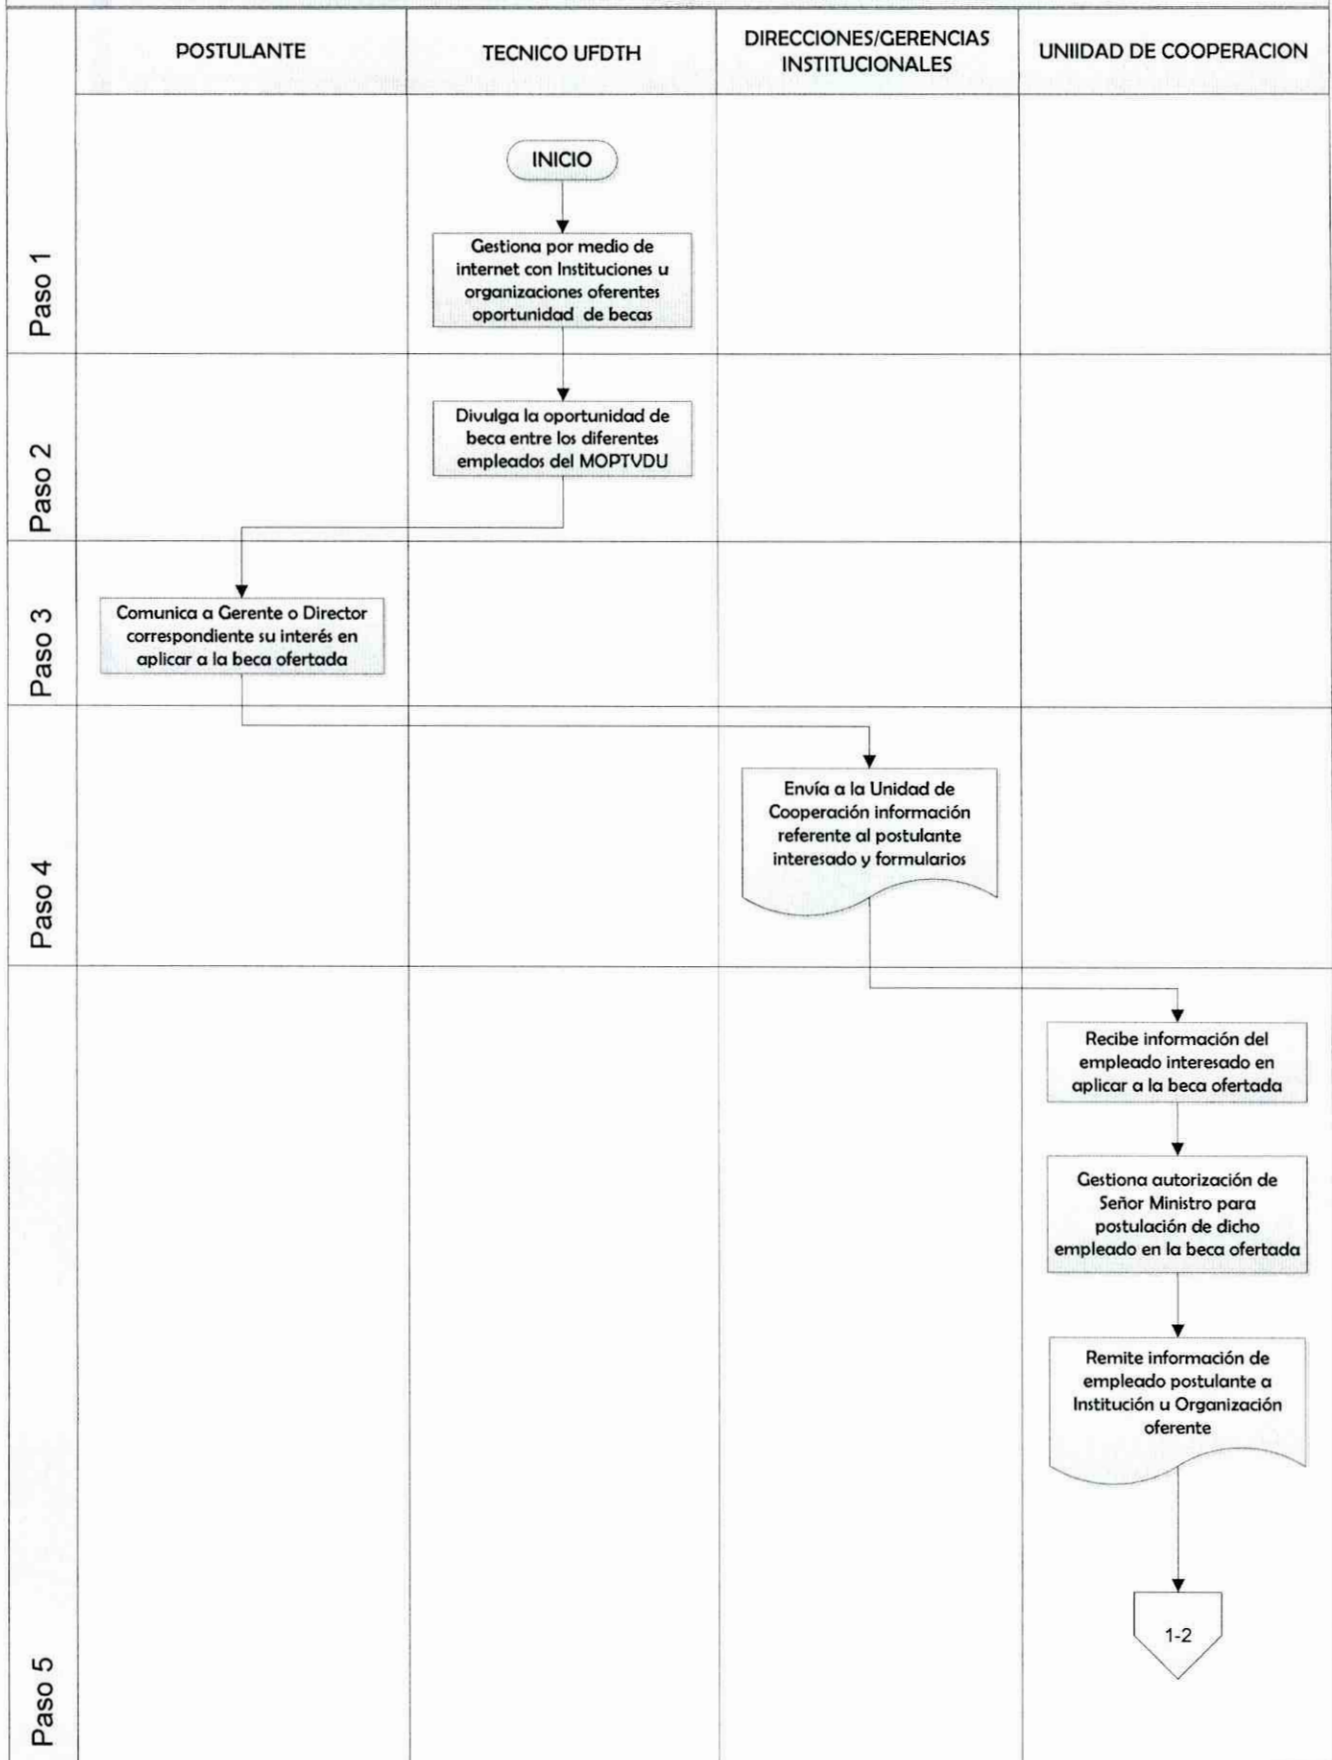 POSTULANTE
TECNICO UFDTH
DIRECCIONES/GERENCIAS
INSTITUCIONALES
UNIIDAD DE COOPERACION
Paso 1
INICIO
Gestiona por medio de
internet con Instituciones u
organizaciones oferentes
oportunidad de becas
Paso 2
Divulga la oportunidad de
beca entre los diferentes
empleados del MOPTVDU
Paso 3
Comunica a Gerente o Director
correspondiente su interés en
aplicar a la beca ofertada
Paso 4
Envía a la Unidad de
Cooperación información
referente al postulante
interesado y formularios
Paso 5
Recibe información del
empleado interesado en
aplicar a la beca ofertada
Gestiona autorización de
Señor Ministro para
postulación de dicho
empleado en la beca ofertada
Remite información de
empleado postulante a
Institución u Organización
oferente
1-2